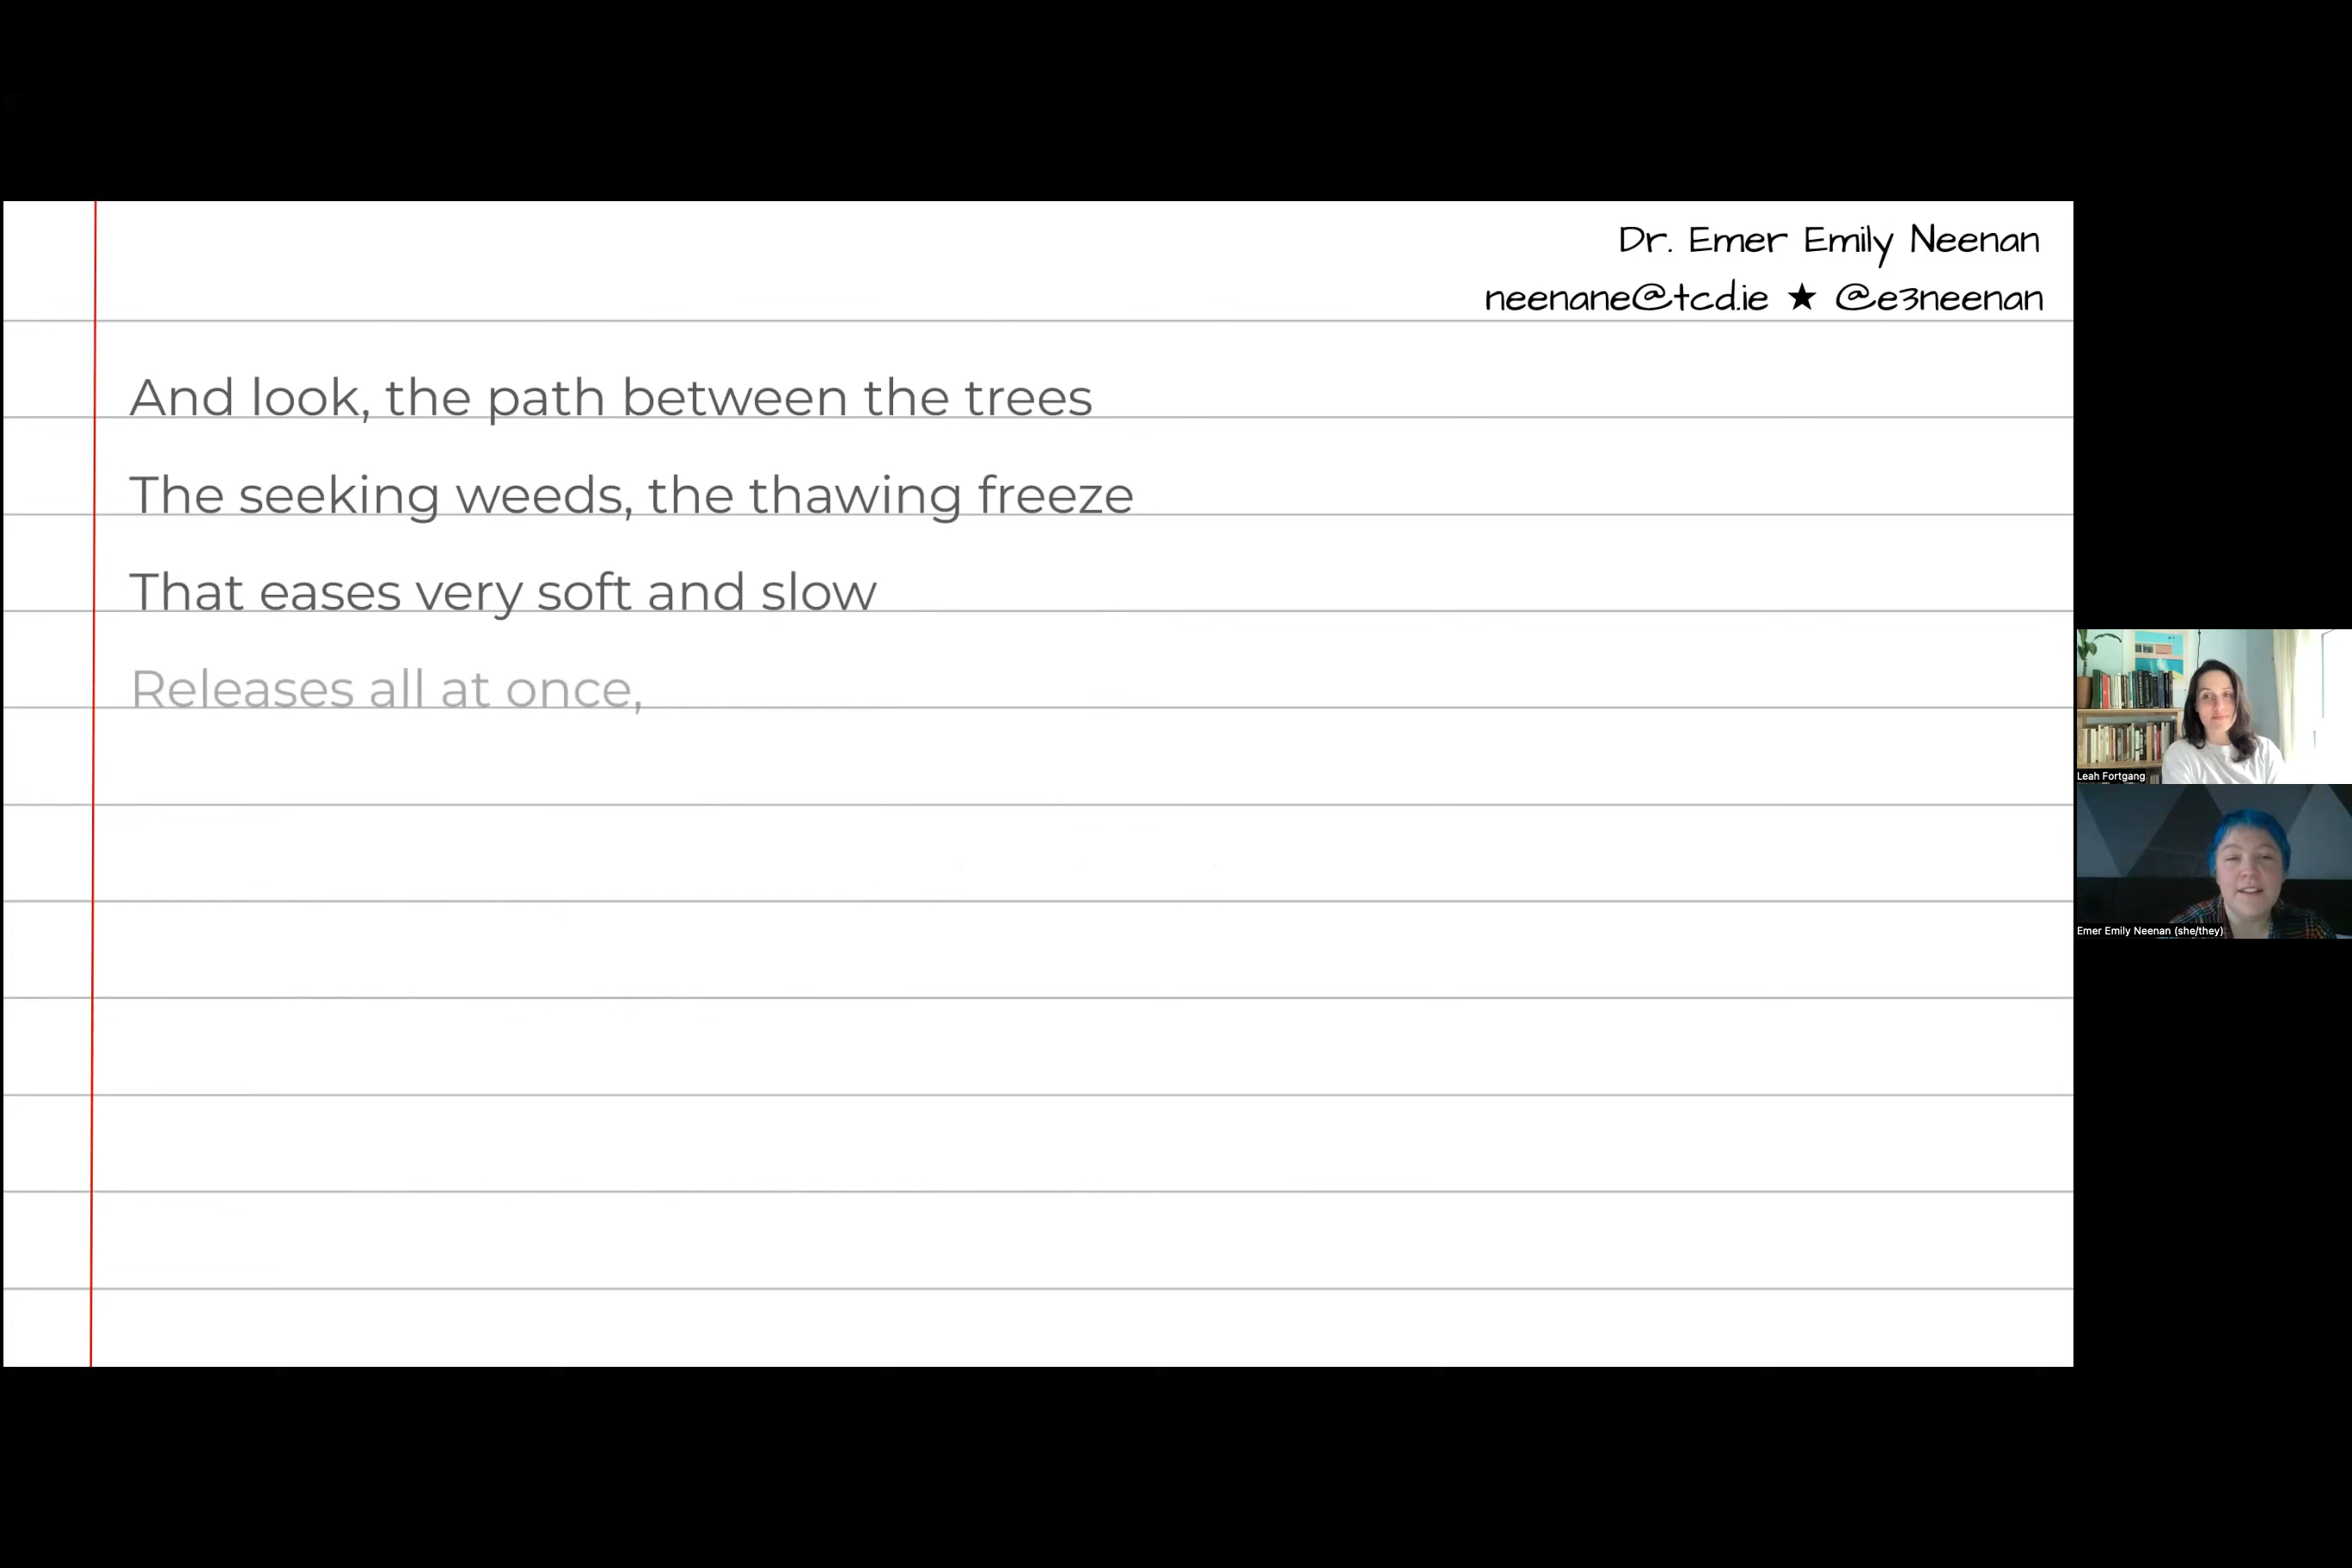 Dr. Emer Emily Neenan
neenane@tcd.ie ★ @e3neenan
And look, the path between the trees
The seeking weeds, the thawing freeze
That eases very soft and slow
Releases all at once,
Leah Fortgang
Emer Emily Neenan (she/they)